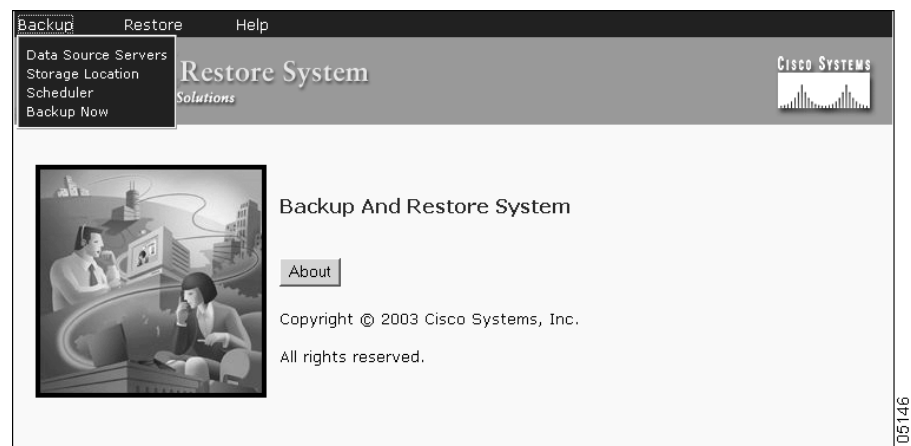 Backup Restore Help
Data Source Servers
Storage Location
Scheduler
Backup Now
Restore System
Solutions
CISCO SYSTEMS
Backup And Restore System
About
Copyright © 2003 Cisco Systems, Inc.
All rights reserved.
05146